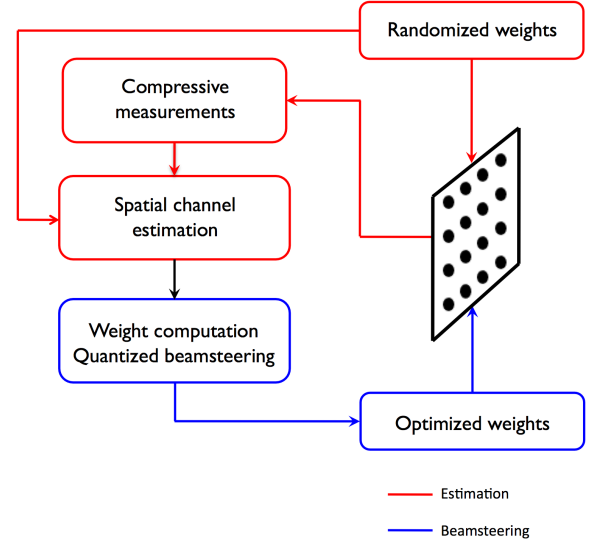 Randomized weights
Compressive
measurements
Spatial channel
estimation
Weight computation
Quantized beamsteering
Optimized weights
Estimation
Beamsteering